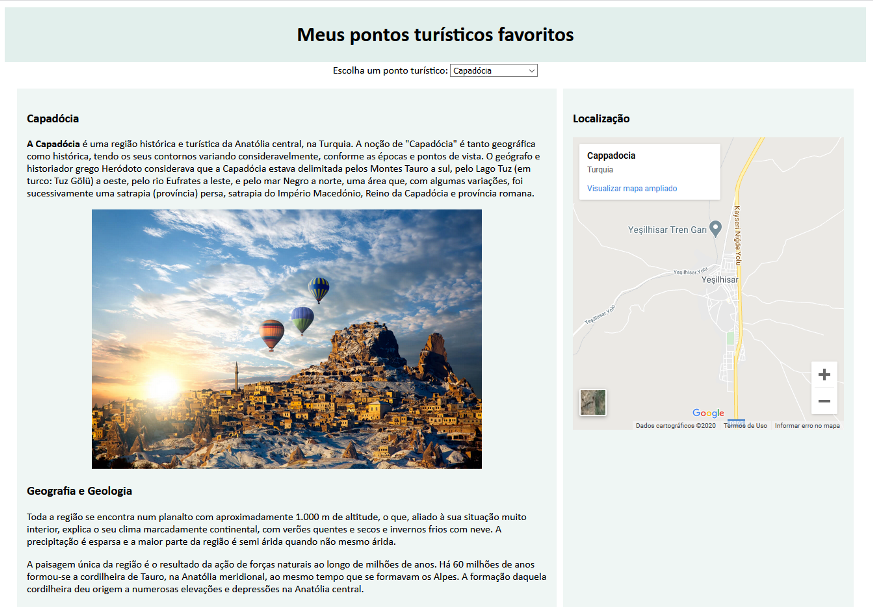 Meus pontos turísticos favoritos
Escolha um ponto turístico: Capadócia
Capadócia
A Capadócia é uma região histórica e turística da Anatólia central, na Turquia. A noção de "Capadócia" é tanto geográfica
como histórica, tendo os seus contornos variando consideravelmente, conforme as épocas e pontos de vista. O geógrafo e
historiador grego Heródoto considerava que a Capadócia estava delimitada pelos Montes Tauro a sul, pelo Lago Tuz (em
turco: Tuz Gölü) a oeste, pelo rio Eufrates a leste, e pelo mar Negro a norte, uma área que, com algumas variações, foi
sucessivamente uma satrapia (província) persa, satrapia do Império Macedónio, Reino da Capadócia e província romana.
Geografia e Geologia
Toda a região se encontra num planalto com aproximadamente 1.000 m de altitude, o que, aliado à sua situação muito
interior, explica o seu clima marcadamente continental, com verões quentes e secos e invernos frios com neve. A
precipitação é esparsa e a maior parte da região é semi árida quando não mesmo árida.
A paisagem única da região é o resultado da ação de forças naturais ao longo de milhões de anos. Há 60 milhões de anos
formou-se a cordilheira de Tauro, na Anatólia meridional, ao mesmo tempo que se formavam os Alpes. A formação daquela
cordilheira deu origem a numerosas elevações e depressões na Anatólia central.
Localização
Cappadocia
Turquia
Visualizar mapa ampliado
Yeşilhisar Tren Garı
Kayseri Niğde Yolu
Yeşilhisar Yolu
Yeşilhisar
Yeşilhisar Yolu
+
−
Google
Dados cartográficos ©2020 Termos de Uso Informar erro no mapa